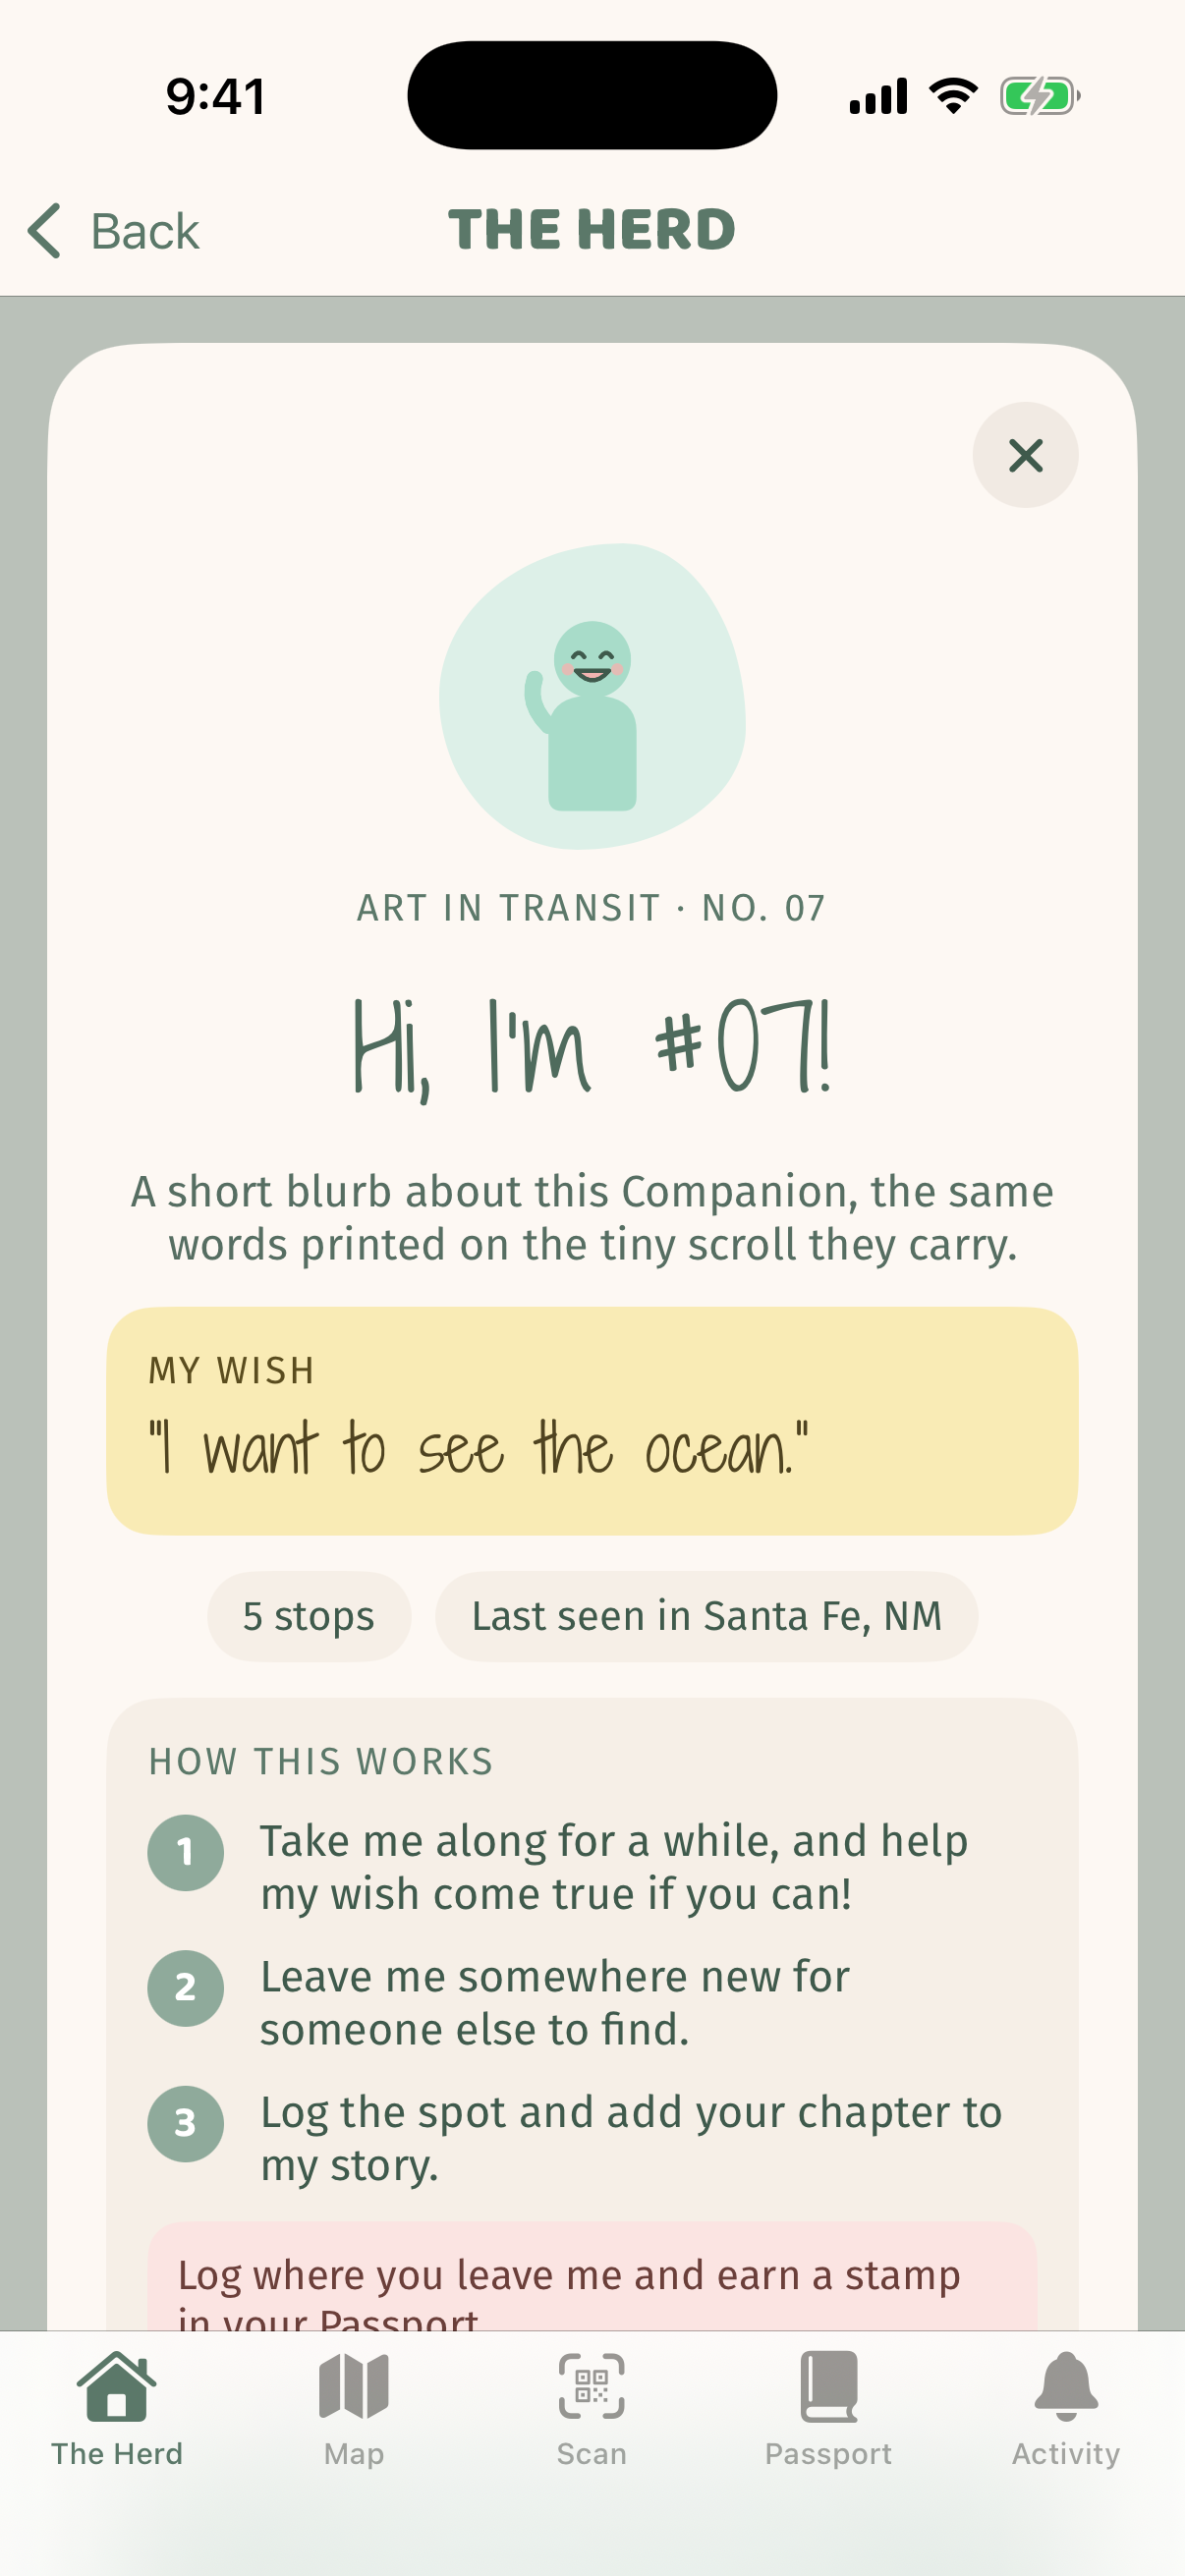 9:41
Back
THE HERD
ART IN TRANSIT · NO. 07
Hi, I'm #07!
A short blurb about this Companion, the same
words printed on the tiny scroll they carry.
MY WISH
"I want to see the ocean."
5 stops
Last seen in Santa Fe, NM
HOW THIS WORKS
1
Take me along for a while, and help
my wish come true if you can!
2
Leave me somewhere new for
someone else to find.
3
Log the spot and add your chapter to
my story.
Log where you leave me and earn a stamp
in your Passport
The Herd
Map
Scan
Passport
Activity